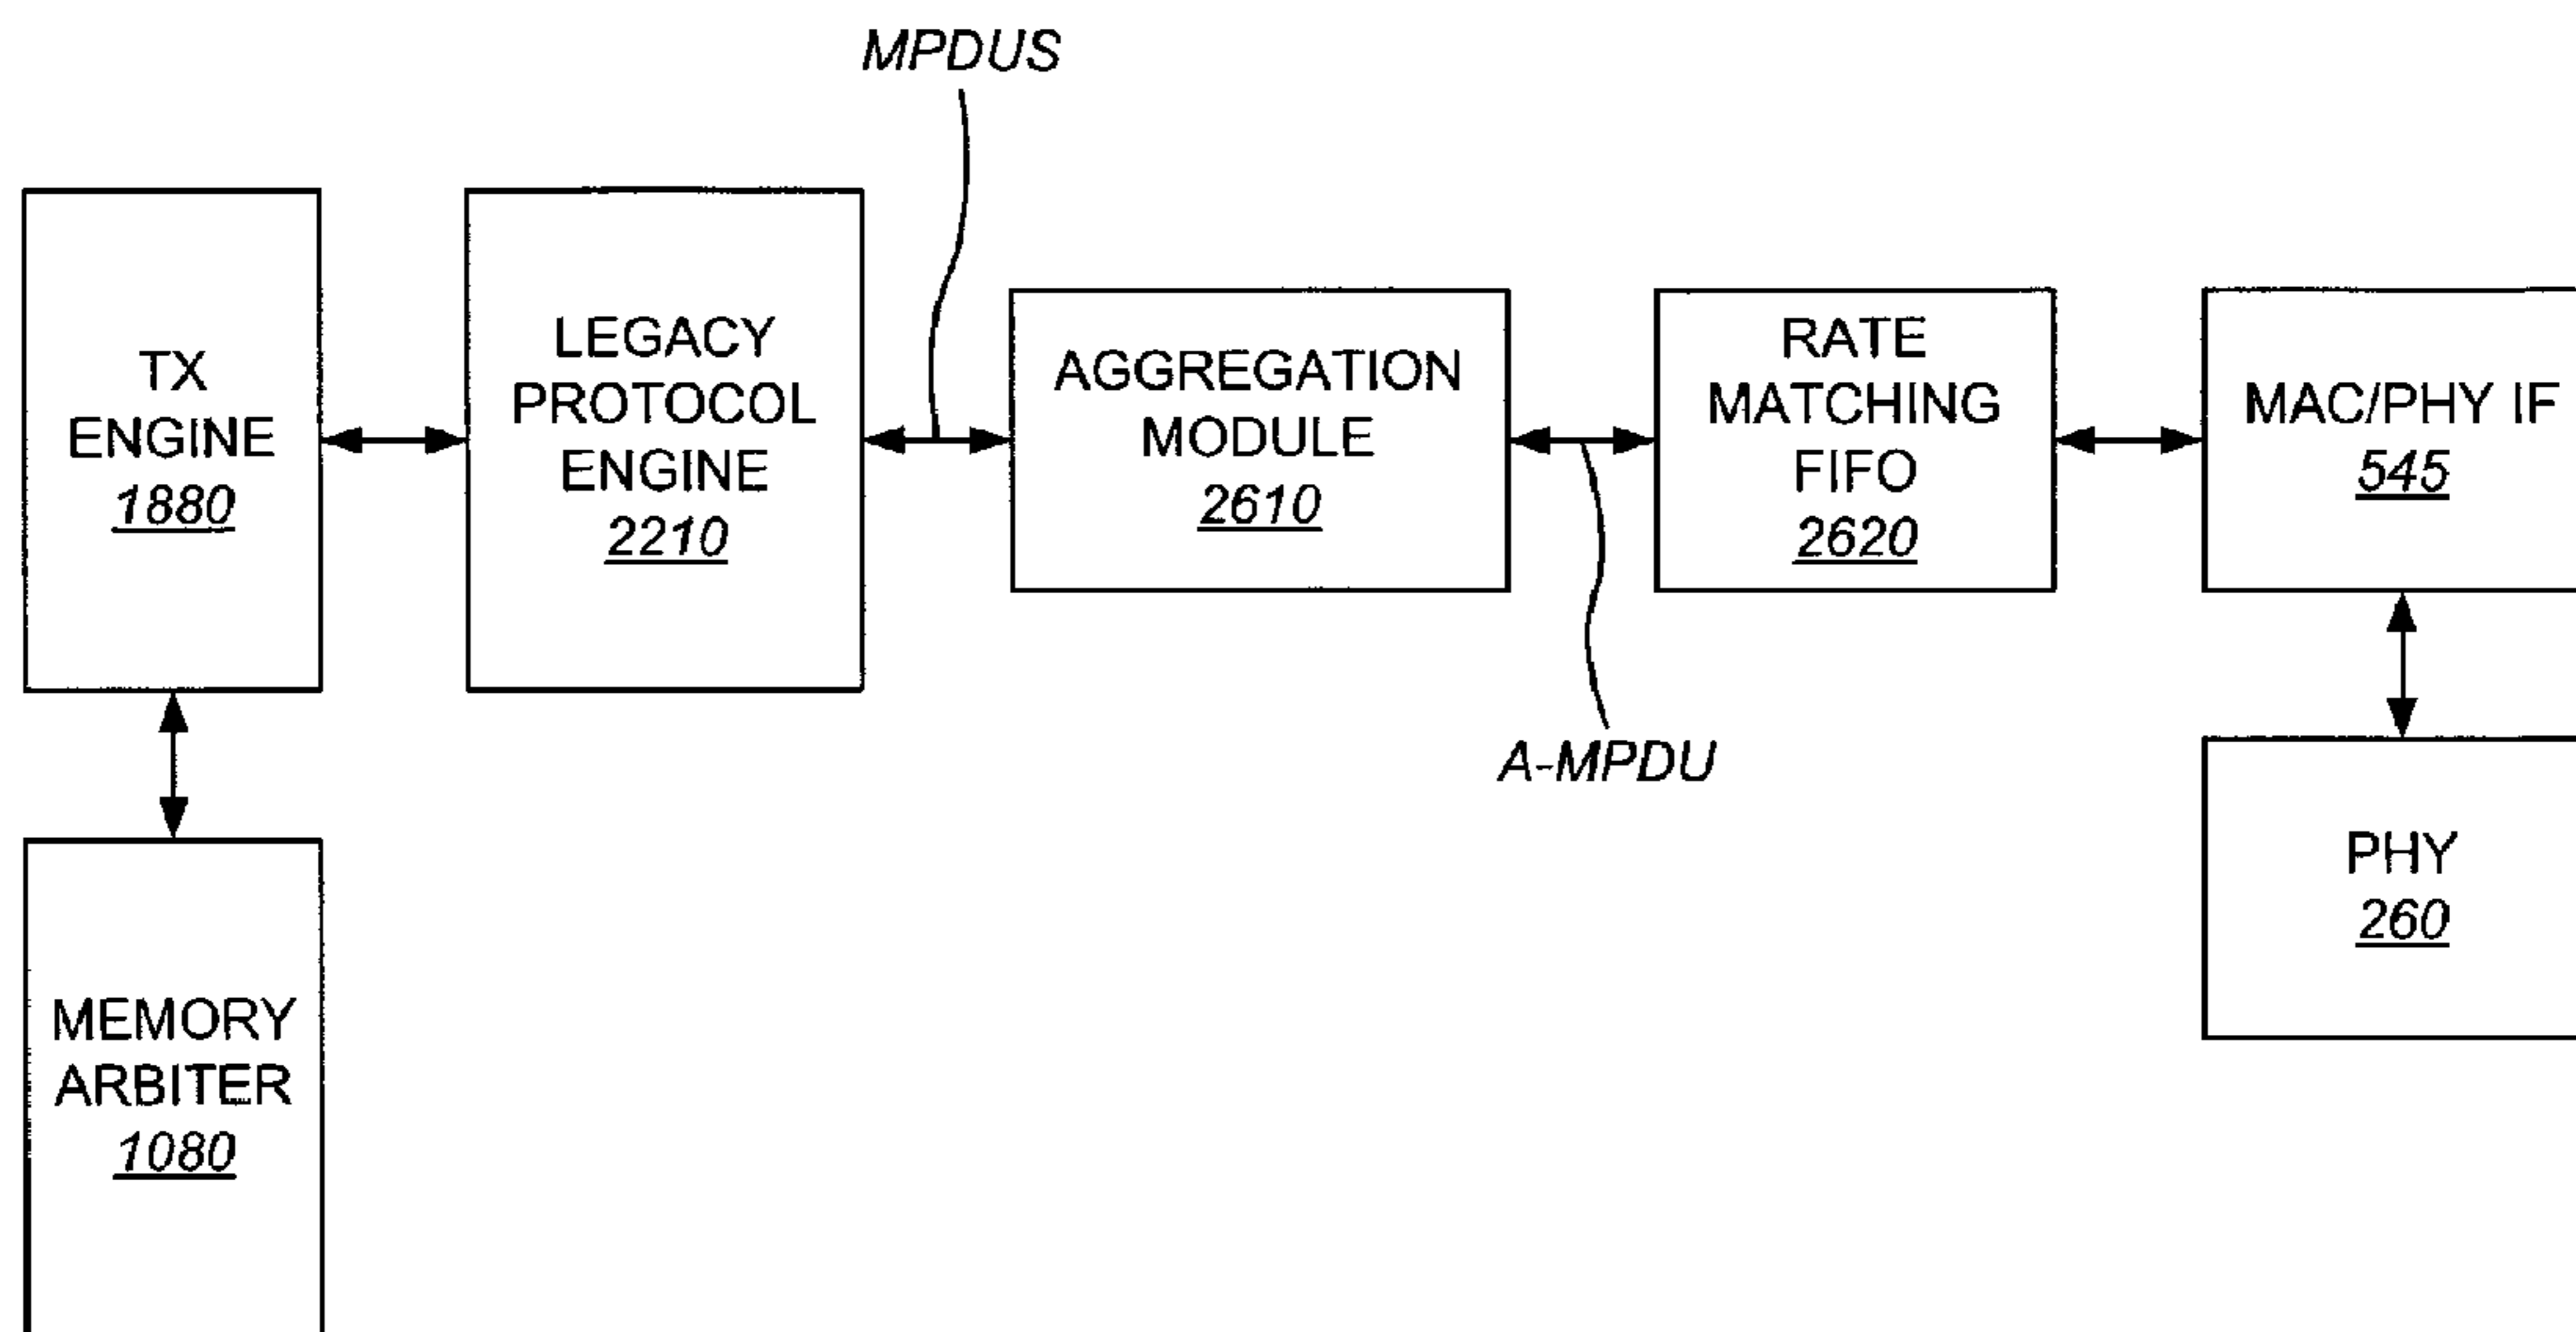 MPDUS
TX
ENGINE
1880
LEGACY
PROTOCOL
ENGINE
2210
AGGREGATION
MODULE
2610
RATE
MATCHING
FIFO
2620
MAC/PHY IF
545
A-MPDU
PHY
260
MEMORY
ARBITER
1080